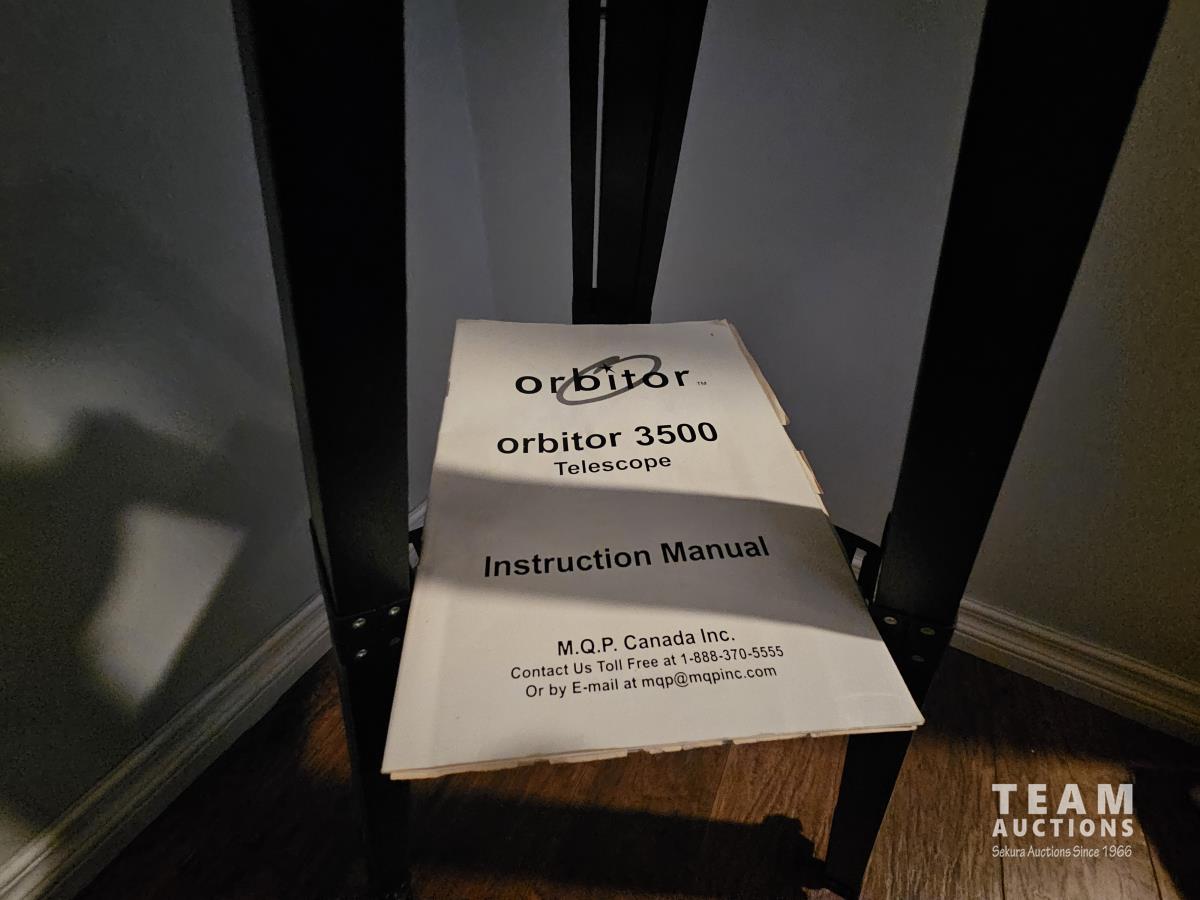 orbitor™
orbitor 3500
Telescope
Instruction Manual
M.Q.P. Canada Inc.
Contact Us Toll Free at 1-888-370-5555
Or by E-mail at mqp@mqpinc.com
TEAM
AUCTIONS
Sekura Auctions Since 1966